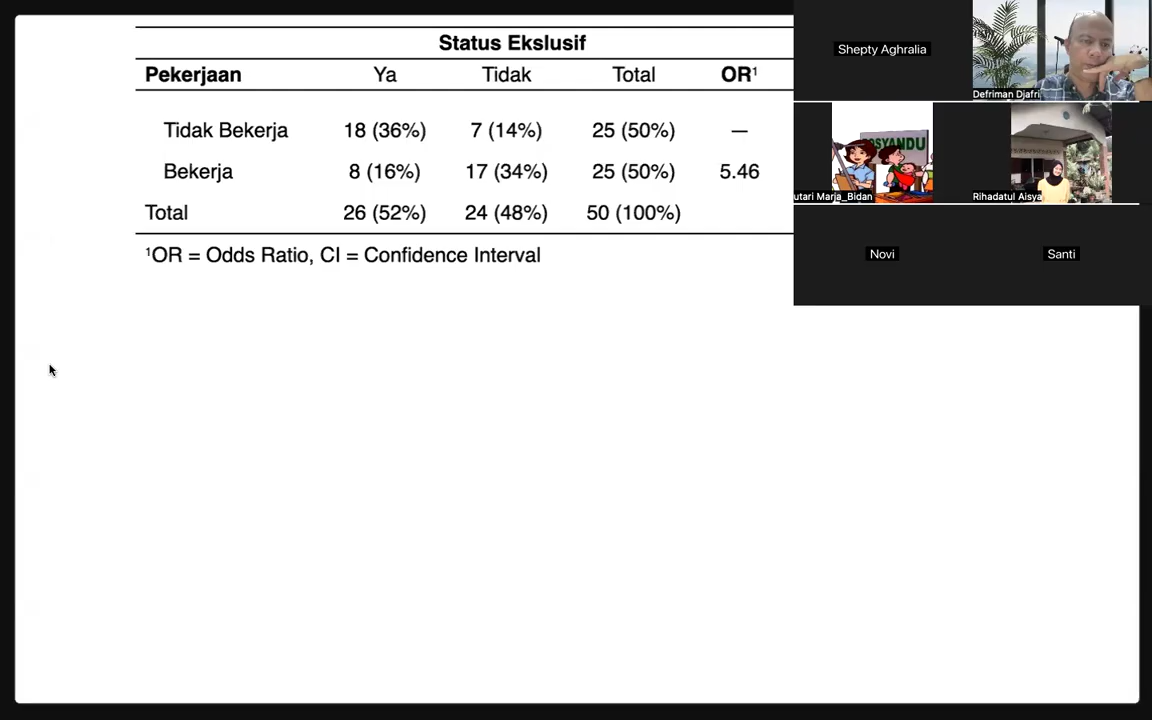 Status Ekslusif
Pekerjaan Ya Tidak Total OR¹
Tidak Bekerja 18 (36%) 7 (14%) 25 (50%) —
Bekerja 8 (16%) 17 (34%) 25 (50%) 5.46
Total 26 (52%) 24 (48%) 50 (100%)
¹OR = Odds Ratio, CI = Confidence Interval
Shepty Aghralia
Defriman Djafri
OSYANDU
utari Marja_Bidan
Rihadatul Aisya
Novi
Santi